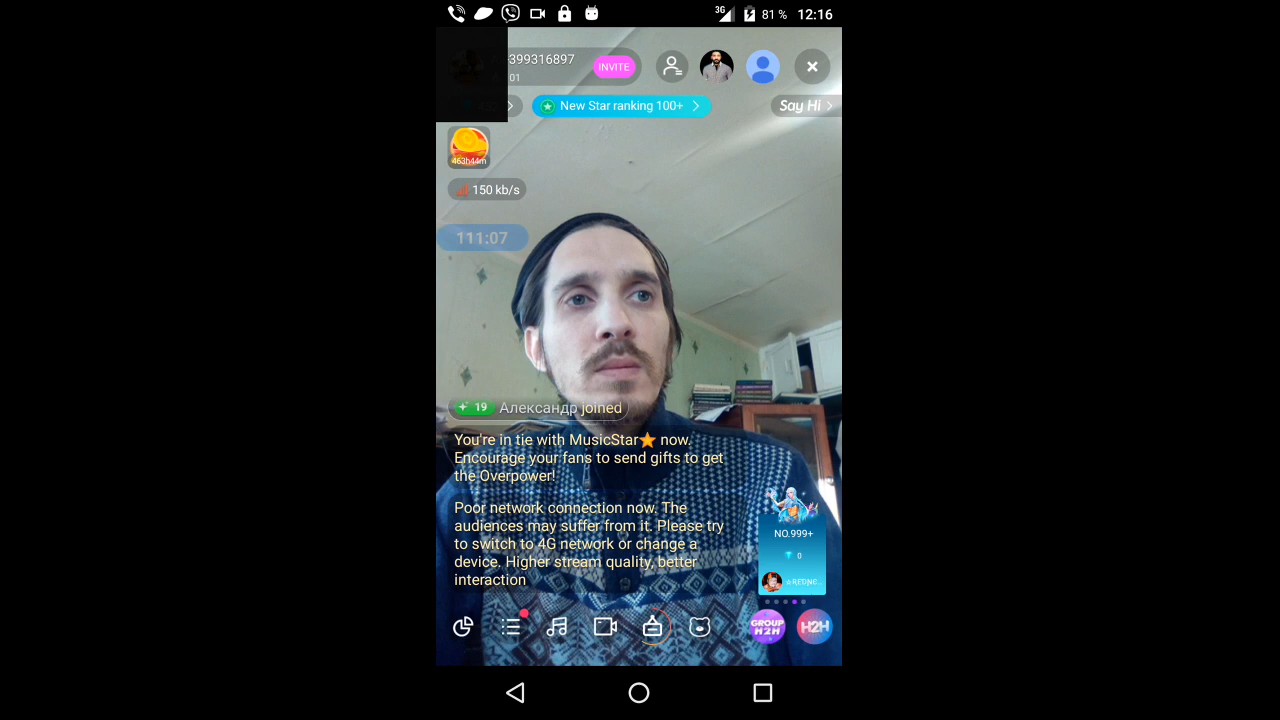 3G 81 % 12:16
399316897
INVITE
01
New Star ranking 100+
Say Hi
463h44m
150 kb/s
111:07
19 Александр joined
You're in tie with MusicStar⭐ now.
Encourage your fans to send gifts to get
the Overpower!
Poor network connection now. The
audiences may suffer from it. Please try
to switch to 4G network or change a
device. Higher stream quality, better
interaction
NO.999+
0
GROUP
H2H
H2H